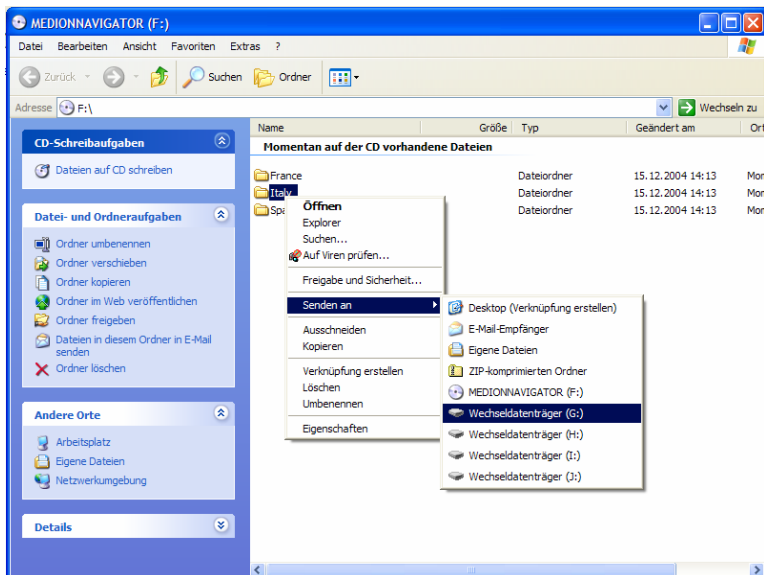 MEDIONNAVIGATOR (F:)
Datei Bearbeiten Ansicht Favoriten Extras ?
Zurück Suchen Ordner
Adresse F:\ Wechseln zu
Name Größe Typ Geändert am Ort
Momentan auf der CD vorhandene Dateien
France Dateiordner 15.12.2004 14:13 Mor
Italy Dateiordner 15.12.2004 14:13 Mor
Spa Dateiordner 15.12.2004 14:13 Mor
CD-Schreibaufgaben
Dateien auf CD schreiben
Datei- und Ordneraufgaben
Ordner umbenennen
Ordner verschieben
Ordner kopieren
Ordner im Web veröffentlichen
Ordner freigeben
Dateien in diesem Ordner in E-Mail
senden
Ordner löschen
Andere Orte
Arbeitsplatz
Eigene Dateien
Netzwerkumgebung
Details
Öffnen
Explorer
Suchen...
Auf Viren prüfen...
Freigabe und Sicherheit...
Senden an
Ausschneiden
Kopieren
Verknüpfung erstellen
Löschen
Umbenennen
Eigenschaften
Desktop (Verknüpfung erstellen)
E-Mail-Empfänger
Eigene Dateien
ZIP-komprimierten Ordner
MEDIONNAVIGATOR (F:)
Wechseldatenträger (G:)
Wechseldatenträger (H:)
Wechseldatenträger (I:)
Wechseldatenträger (J:)